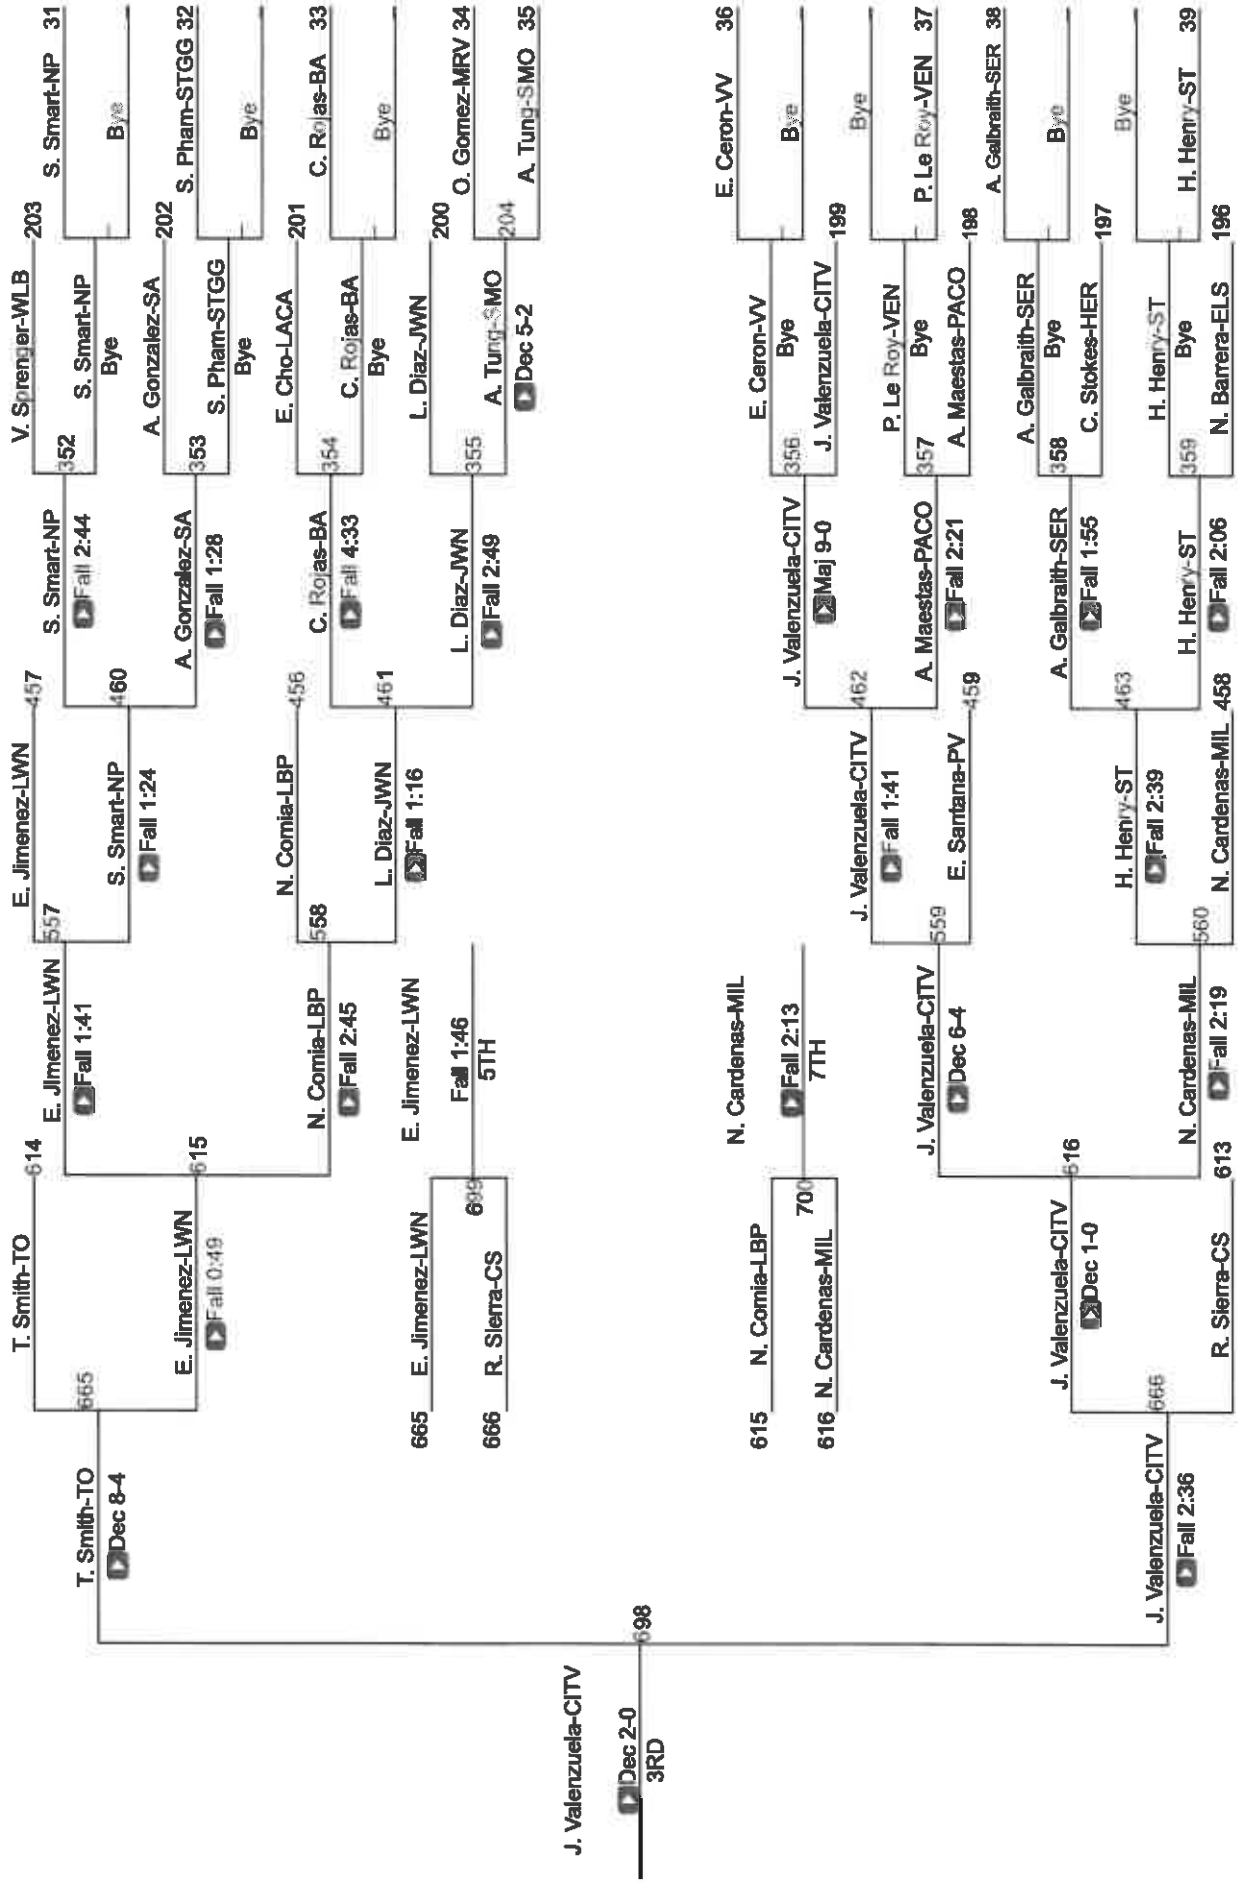 T. Smith-TO 614
E. Jimenez-LWN 457
V. Sprenger-WLB 203
S. Smart-NP 31
E. Jimenez-LWN
557
Fall 1:41
S. Smart-NP
352
Fall 2:44
S. Smart-NP
Bye
Bye
T. Smith-TO
665
Dec 8-4
S. Smart-NP
460
Fall 1:24
A. Gonzalez-SA 202
S. Pham-STGG 32
E. Jimenez-LWN
615
Fall 0:49
A. Gonzalez-SA
353
Fall 1:28
S. Pham-STGG
Bye
Bye
N. Comia-LBP 456
E. Cho-LACA 201
C. Rojas-BA 33
N. Comia-LBP
558
Fall 2:45
C. Rojas-BA
354
Fall 4:33
C. Rojas-BA
Bye
Bye
L. Diaz-JWN
461
Fall 1:16
665 E. Jimenez-LWN
E. Jimenez-LWN
L. Diaz-JWN 200
O. Gomez-MRV 34
699
Fall 1:46
5TH
L. Diaz-JWN
355
Fall 2:49
666 R. Sierra-CS
A. Tung-SMO
204
Dec 5-2
A. Tung-SMO 35
J. Valenzuela-CITV
698
Dec 2-0
3RD
E. Ceron-VV 36
615 N. Comia-LBP
N. Cardenas-MIL
E. Ceron-VV
Bye
Bye
700
Fall 2:13
7TH
J. Valenzuela-CITV
356
Maj 9-0
616 N. Cardenas-MIL
J. Valenzuela-CITV 199
Bye
J. Valenzuela-CITV
462
Fall 1:41
P. Le Roy-VEN
Bye
P. Le Roy-VEN 37
J. Valenzuela-CITV
559
Dec 6-4
A. Maestas-PACO
357
Fall 2:21
E. Santana-PV 459
A. Maestas-PACO 198
A. Galbraith-SER 38
A. Galbraith-SER
Bye
Bye
J. Valenzuela-CITV
616
Dec 1-0
A. Galbraith-SER
358
Fall 1:55
C. Stokes-HER 197
Bye
H. Henry-ST
463
Fall 2:39
J. Valenzuela-CITV
666
Fall 2:36
H. Henry-ST
Bye
H. Henry-ST 39
N. Cardenas-MIL
560
Fall 2:19
H. Henry-ST
359
Fall 2:06
R. Sierra-CS 613
N. Cardenas-MIL 458
N. Barrera-ELS 196